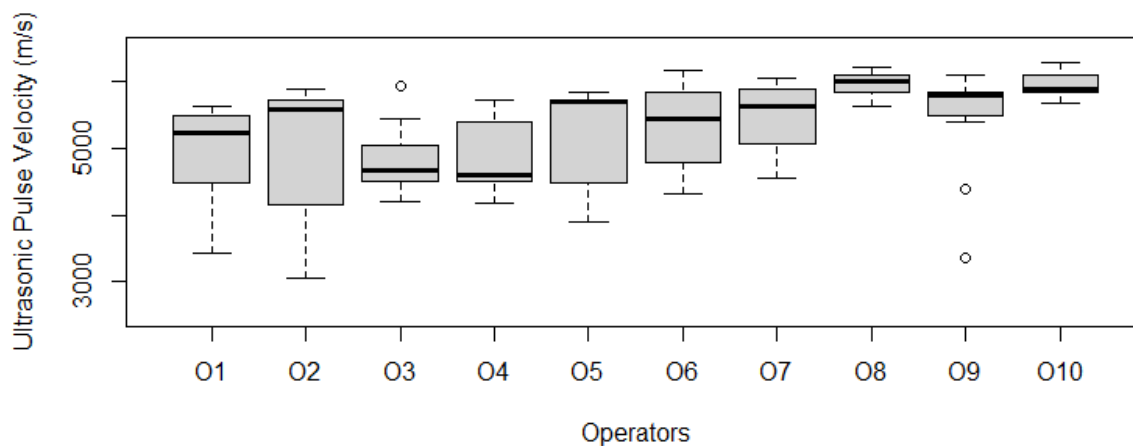 Ultrasonic Pulse Velocity (m/s)
5000
3000
O1 O2 O3 O4 O5 O6 O7 O8 O9 O10
Operators